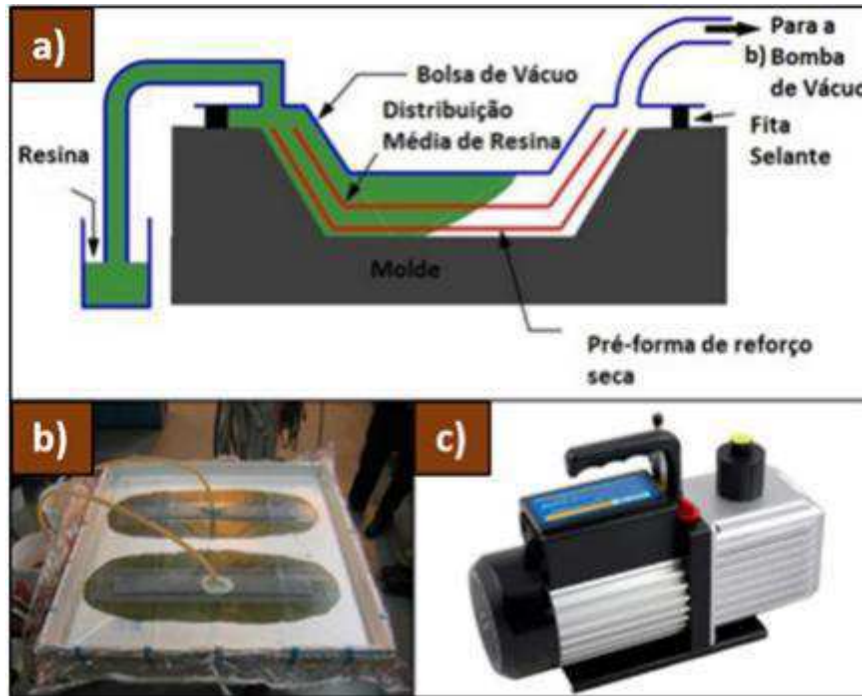 a)
Para a
b) Bomba
de Vácuo
Bolsa de Vácuo
Distribuição
Média de Resina
Fita
Selante
Resina
Molde
Pré-forma de reforço
seca
b)
c)